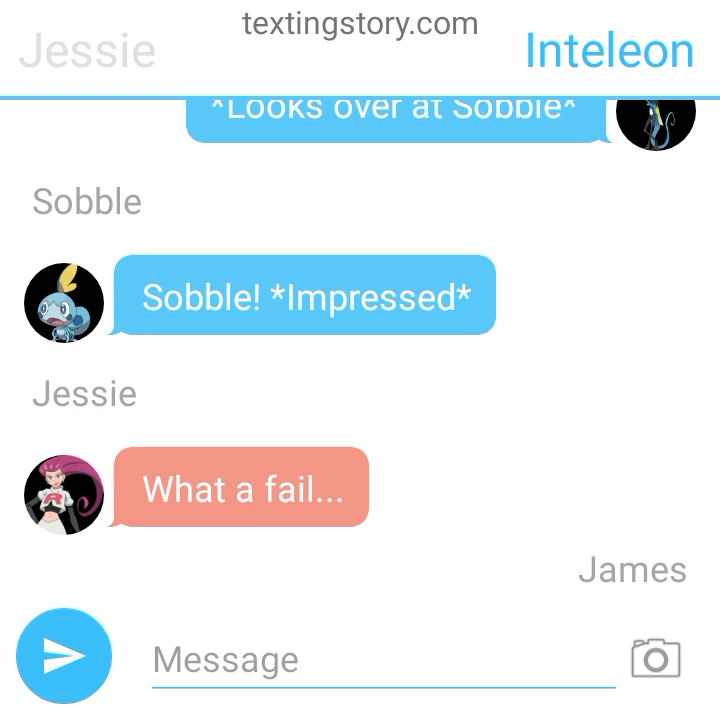 textingstory.com
Jessie
Inteleon
*Looks over at Sobble*
Sobble
Sobble! *Impressed*
Jessie
What a fail...
James
Message